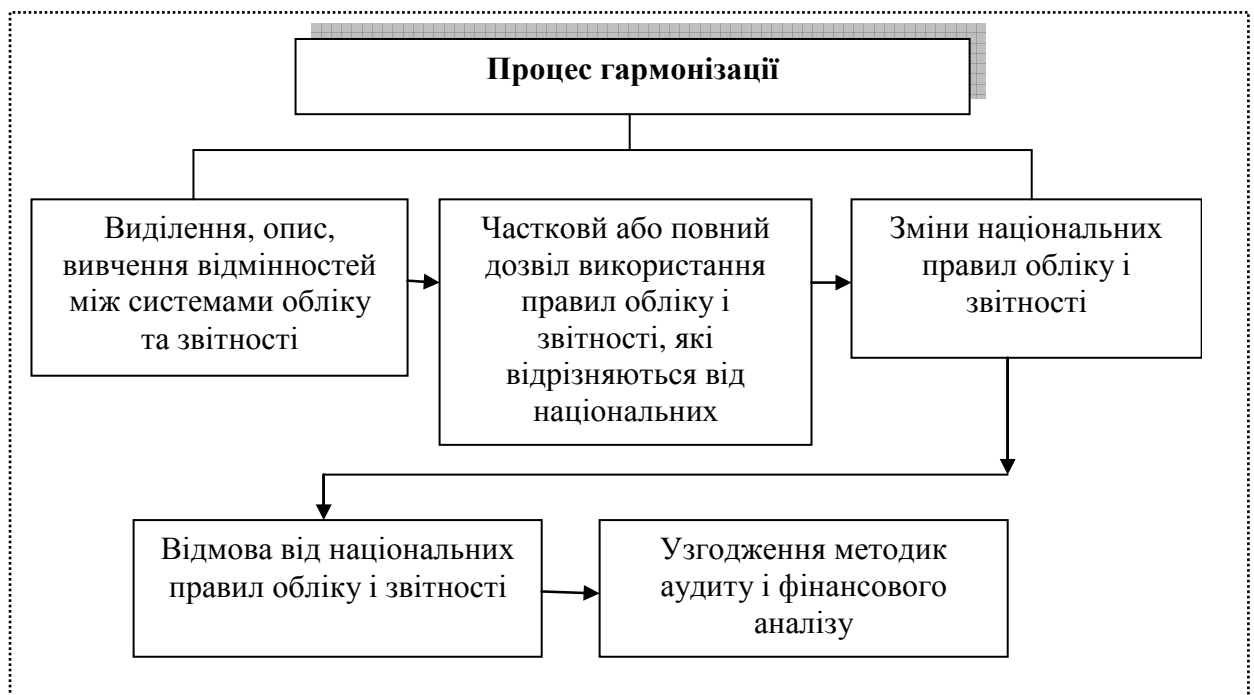 Процес гармонізації
Виділення, опис,
вивчення відмінностей
між системами обліку
та звітності
Частковй або повний
дозвіл використання
правил обліку і
звітності, які
відрізняються від
національних
Зміни національних
правил обліку і
звітності
Відмова від національних
правил обліку і звітності
Узгодження методик
аудиту і фінансового
аналізу